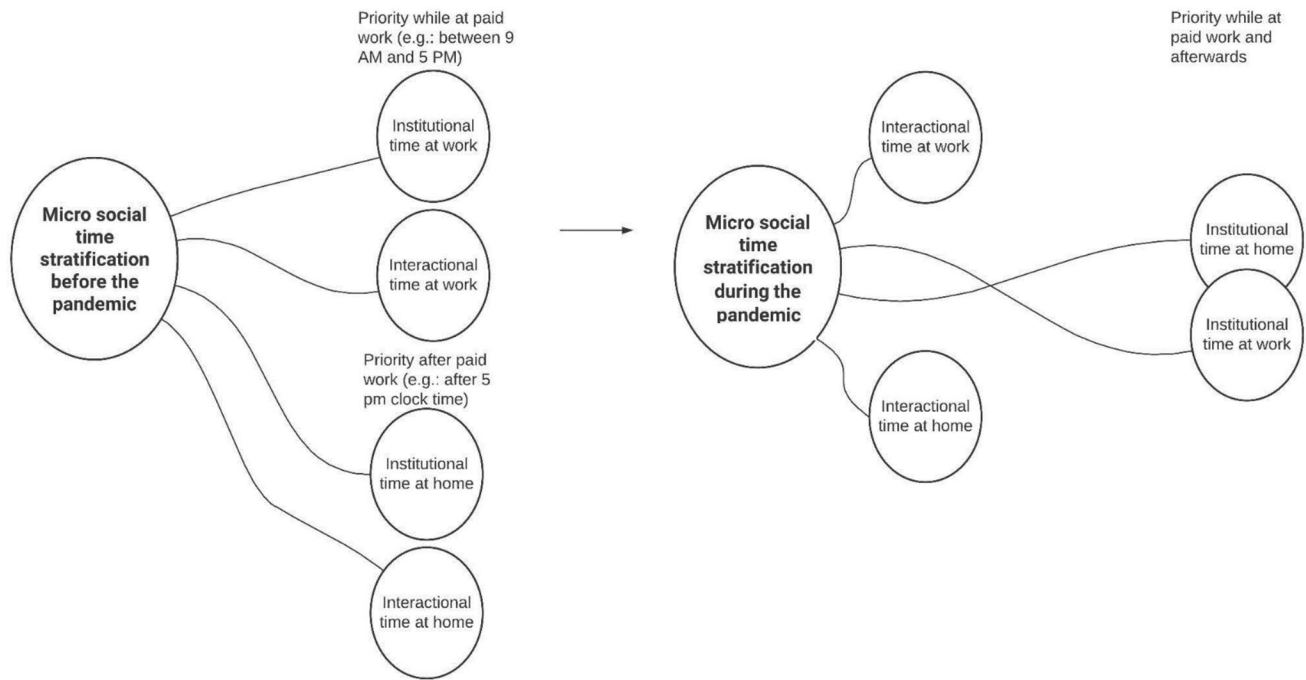 Priority while at paid
work (e.g.: between 9
AM and 5 PM)
Institutional
time at work
Micro social
time
stratification
before the
pandemic
Interactional
time at work
Priority after paid
work (e.g.: after 5
pm clock time)
Institutional
time at home
Interactional
time at home
Priority while at
paid work and
afterwards
Interactional
time at work
Micro social
time
stratification
during the
pandemic
Institutional
time at home
Institutional
time at work
Interactional
time at home